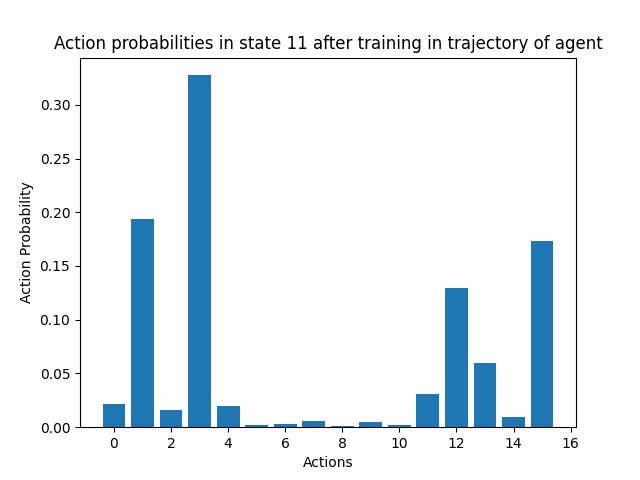 Action probabilities in state 11 after training in trajectory of agent
Action Probability
0.30
0.25
0.20
0.15
0.10
0.05
0.00
0 2 4 6 8 10 12 14 16
Actions